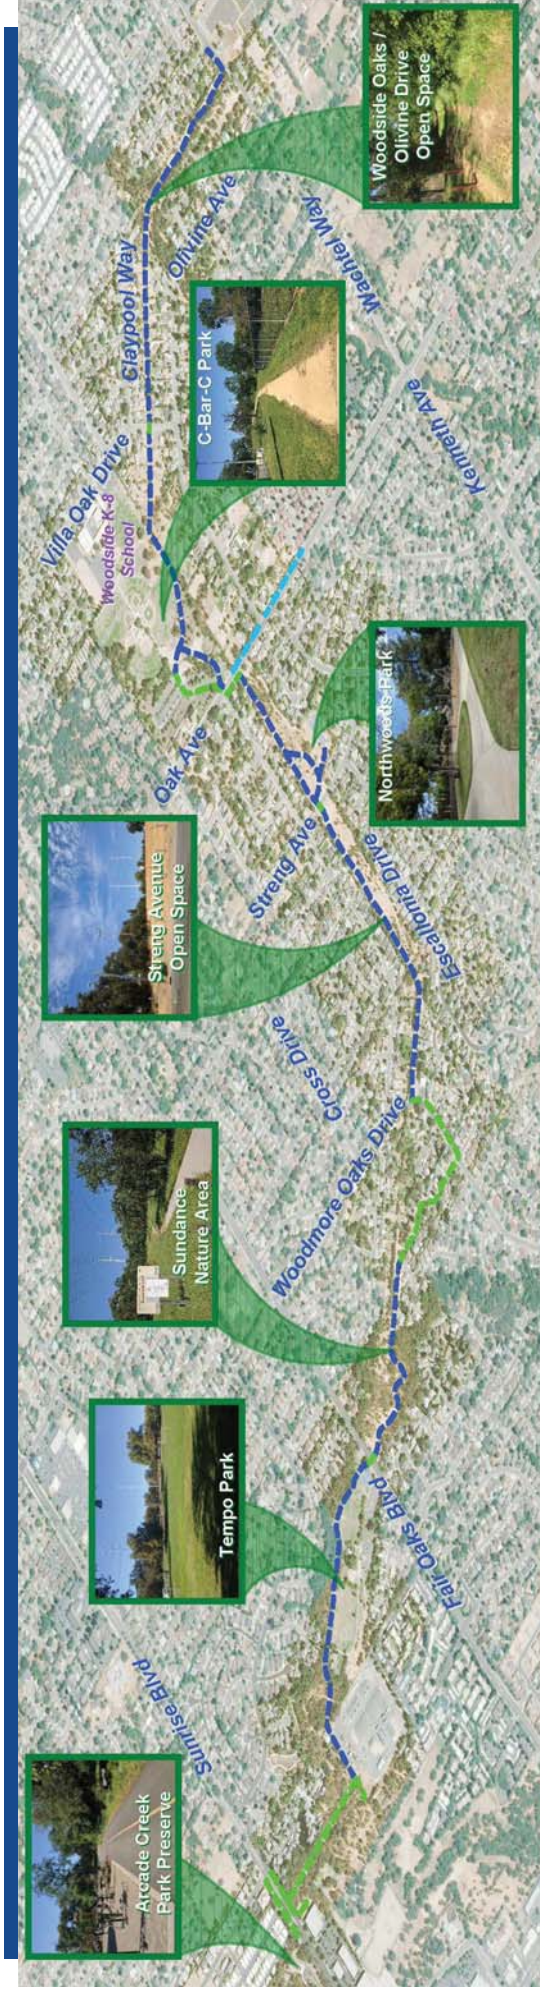 Arcade Creek
Park Preserve
Sunrise Blvd
Tempo Park
Fair Oaks Blvd
Sundance
Nature Area
Woodmore Oaks Drive
Cross Drive
Streng Avenue
Open Space
Escallonia Drive
Streng Ave
Northwoods Park
Oak Ave
Villa Oak Drive
Woodside K-8
School
C-Bar-C Park
Kenneth Ave
Claypool Way
Olivine Ave
Wachtel Way
Woodside Oaks /
Olivine Drive
Open Space